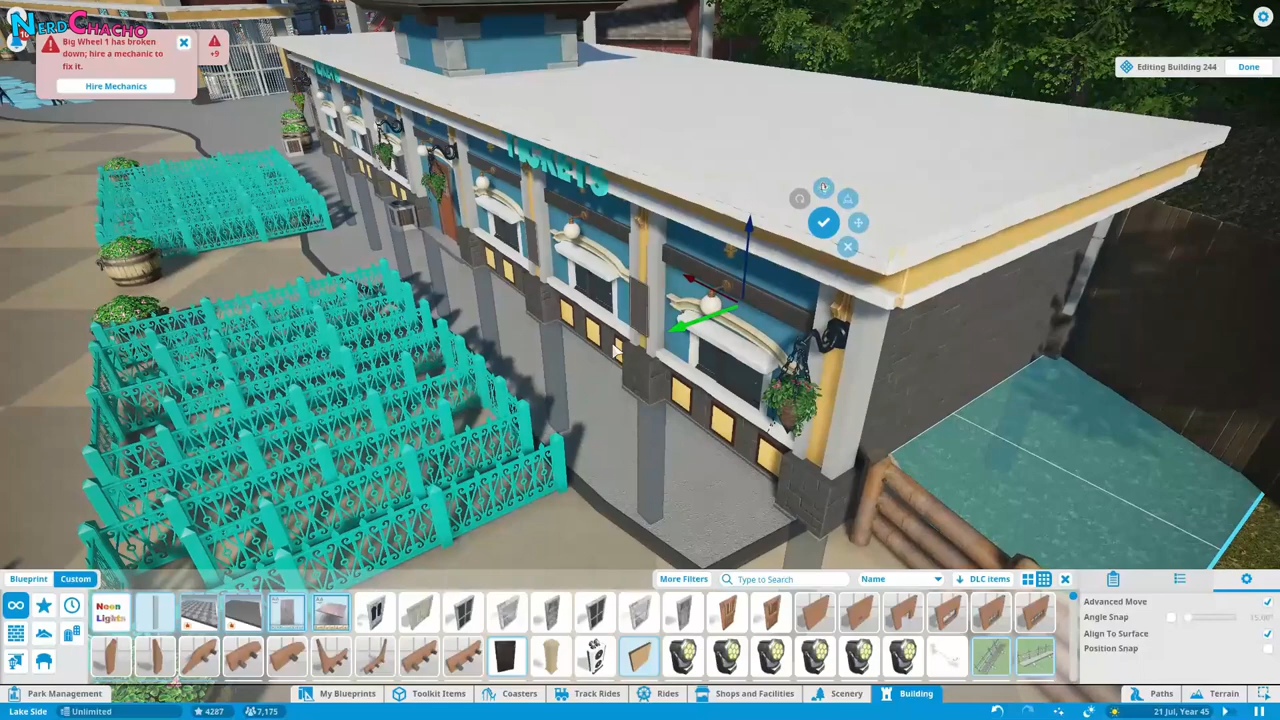 NERDCHACHO
Big Wheel 1 has broken
down; hire a mechanic to
fix it.
+9
Hire Mechanics
Editing Building 244
Done
TICKETS
Blueprint
Custom
More Filters
Type to Search
Name
DLC items
Neon
Lights
Advanced Move
Angle Snap
15.00°
Align To Surface
Position Snap
Park Management
My Blueprints
Toolkit Items
Coasters
Track Rides
Rides
Shops and Facilities
Scenery
Building
Paths
Terrain
Lake Side
Unlimited
4287
7,175
21 Jul, Year 45